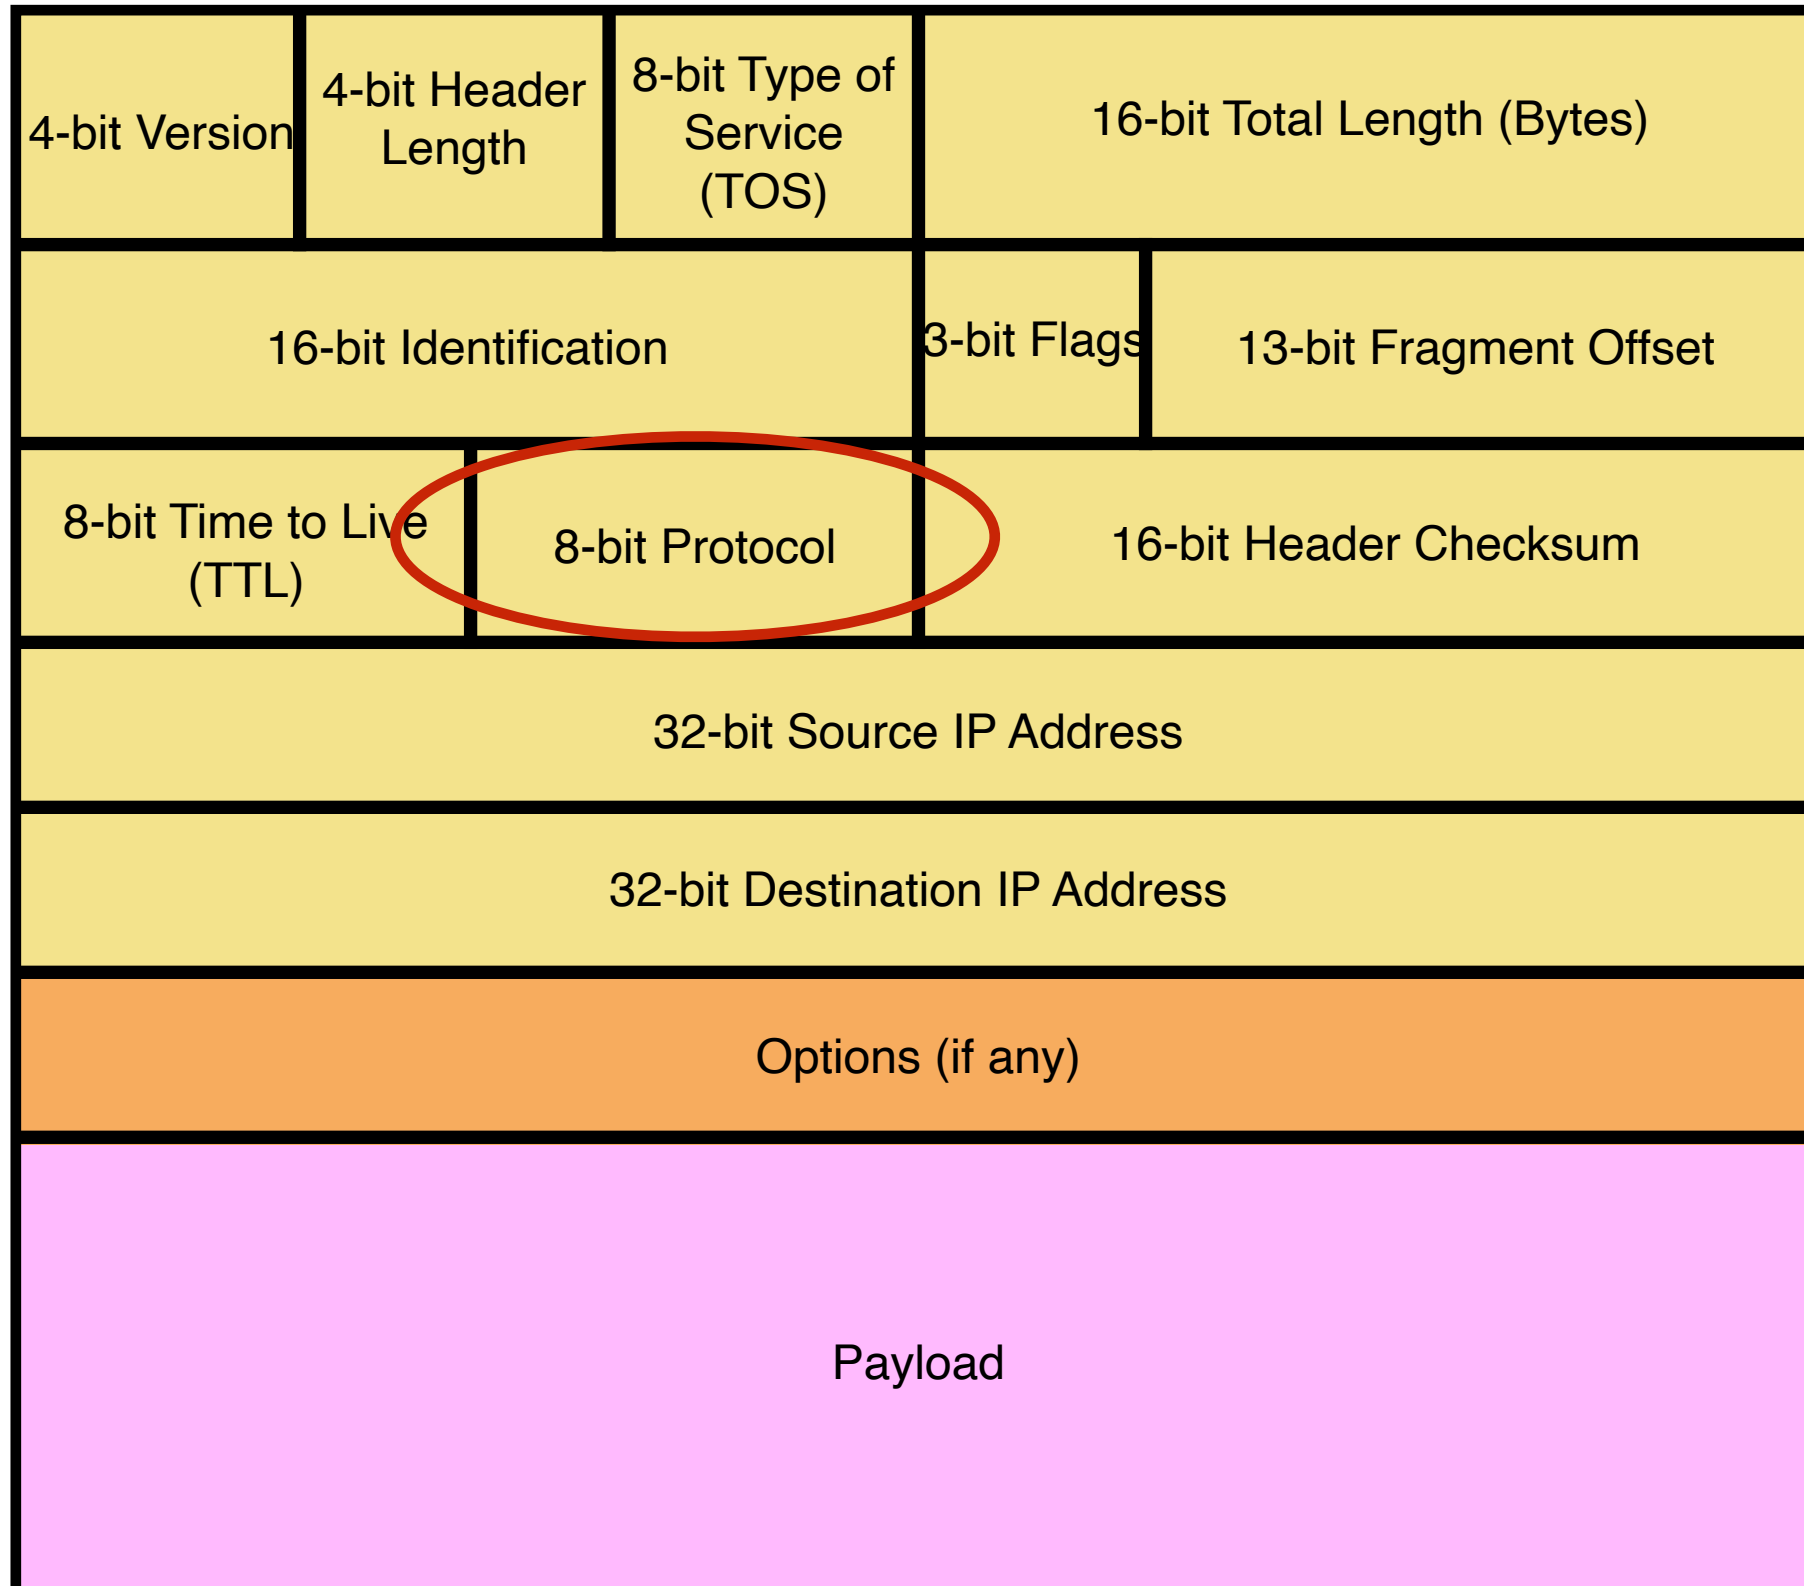 4-bit Version
4-bit Header
Length
8-bit Type of
Service
(TOS)
16-bit Total Length (Bytes)
16-bit Identification
3-bit Flags
13-bit Fragment Offset
8-bit Time to Live
(TTL)
8-bit Protocol
16-bit Header Checksum
32-bit Source IP Address
32-bit Destination IP Address
Options (if any)
Payload